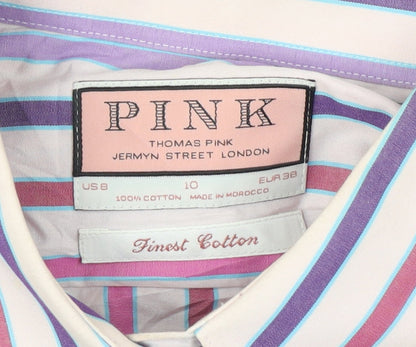 PINK
THOMAS PINK
JERMYN STREET LONDON
US 8 10 EUR 38
100% COTTON MADE IN MOROCCO
Finest Cotton